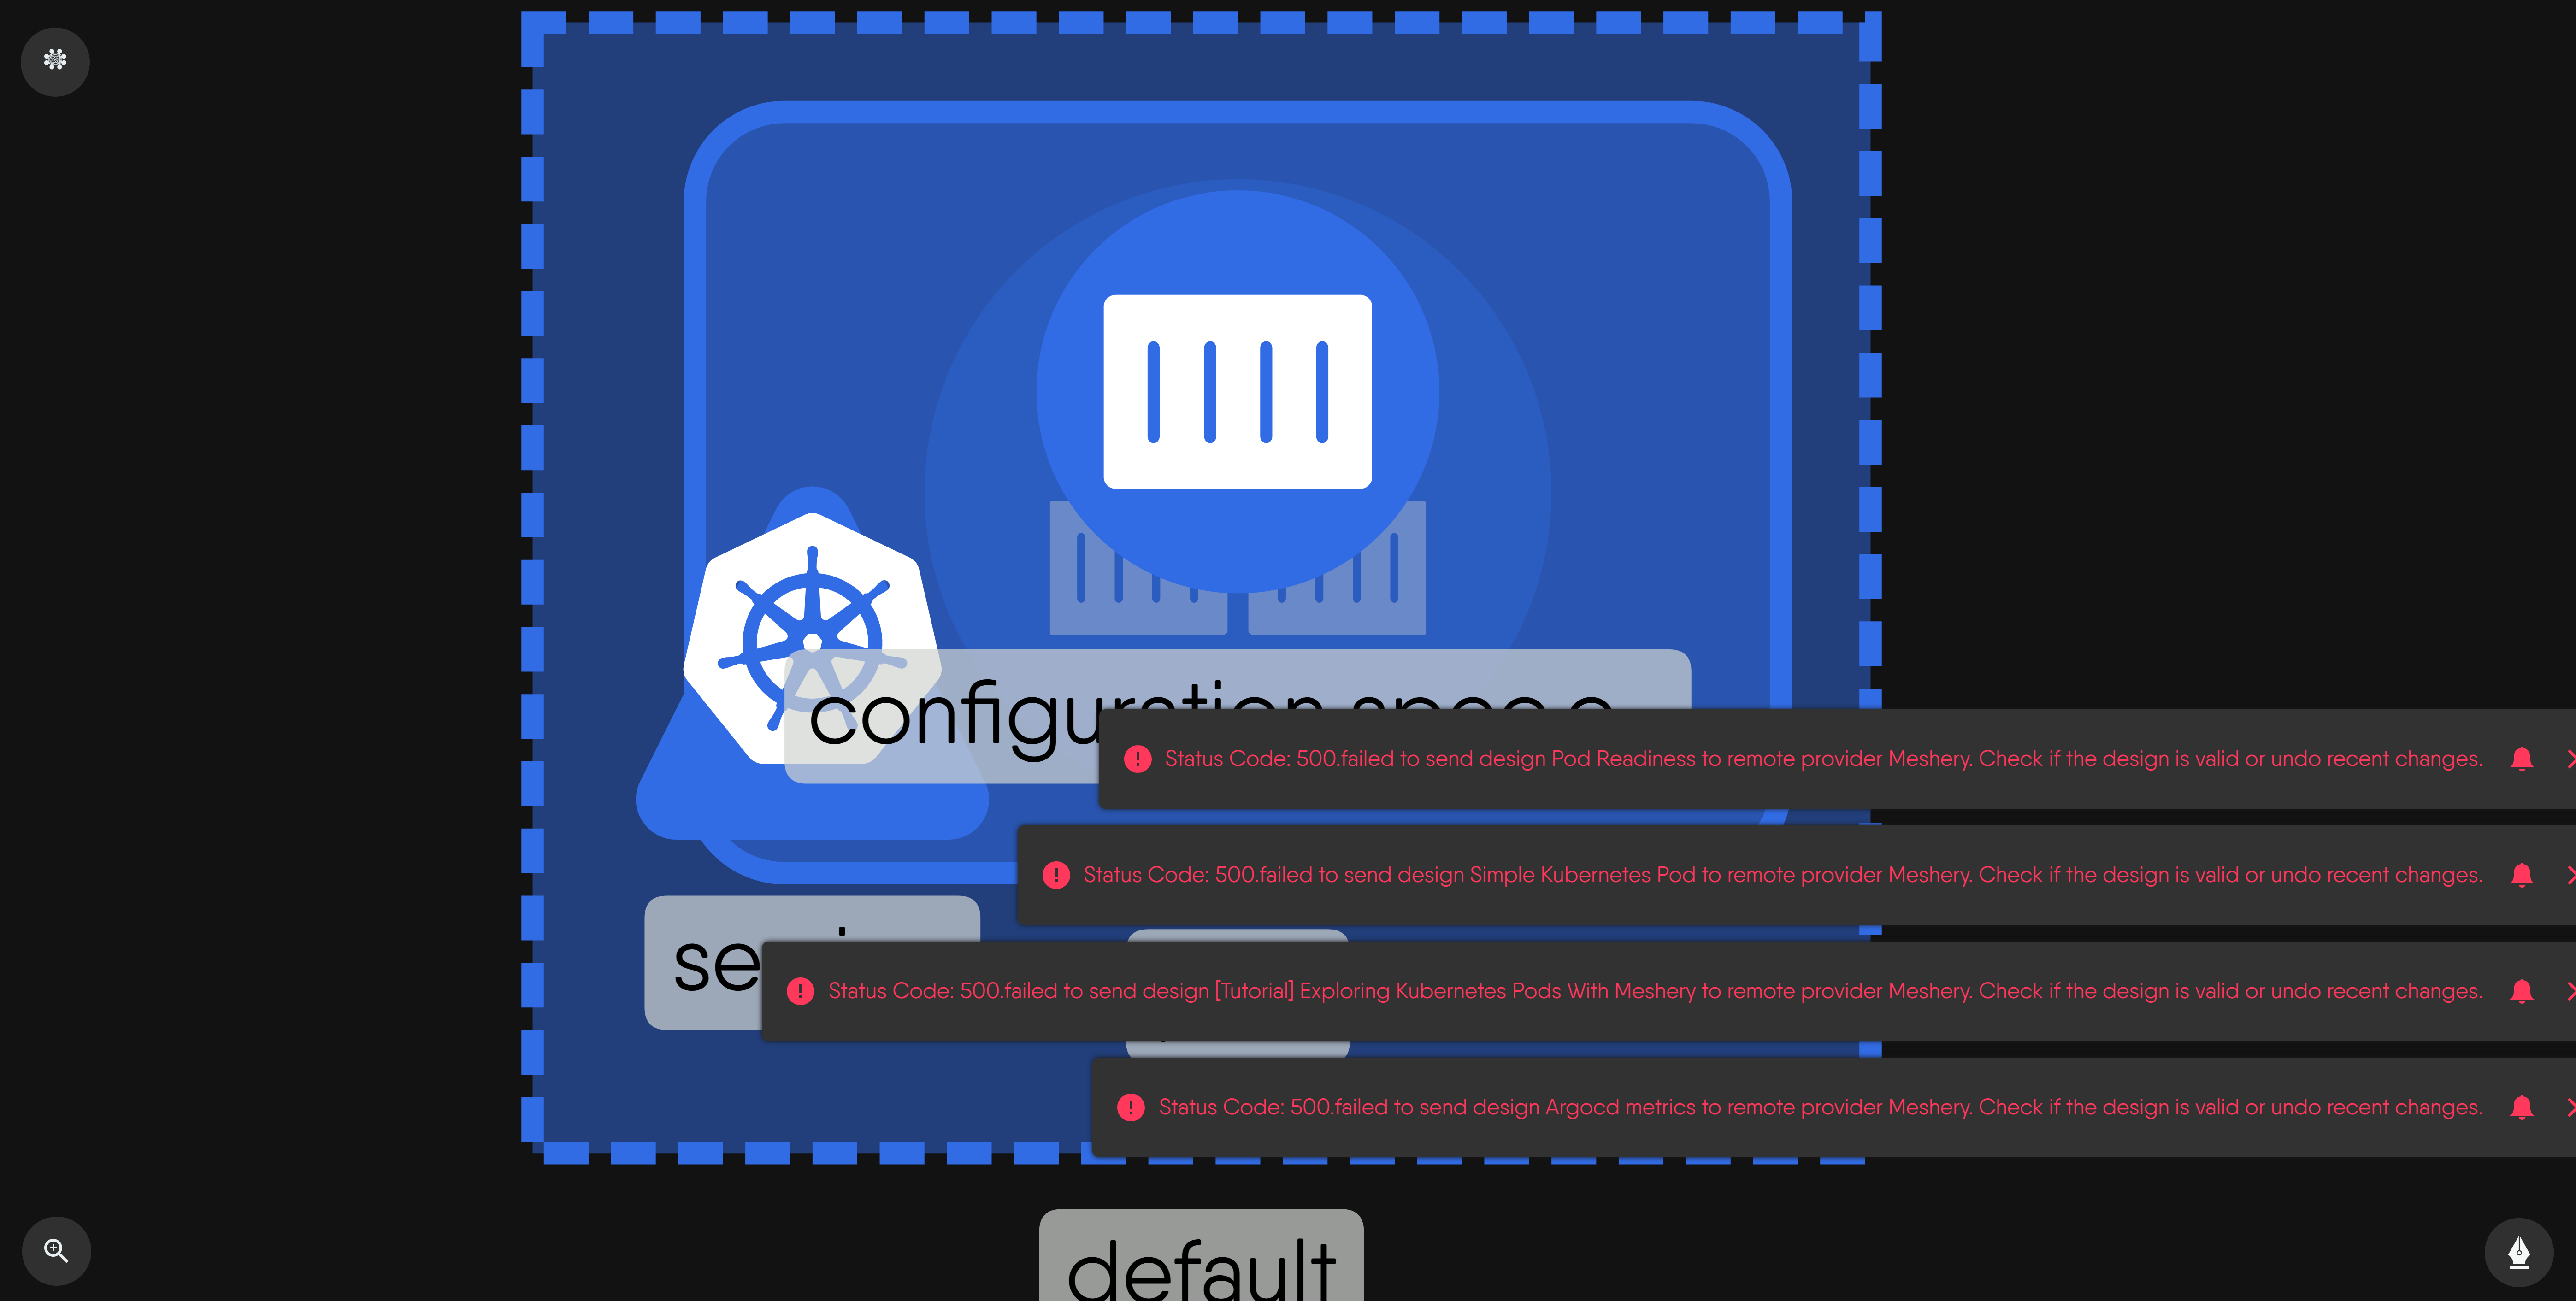 Status Code: 500.failed to send design Pod Readiness to remote provider Meshery. Check if the design is valid or undo recent changes.
Status Code: 500.failed to send design Simple Kubernetes Pod to remote provider Meshery. Check if the design is valid or undo recent changes.
Status Code: 500.failed to send design [Tutorial] Exploring Kubernetes Pods With Meshery to remote provider Meshery. Check if the design is valid or undo recent changes.
Status Code: 500.failed to send design Argocd metrics to remote provider Meshery. Check if the design is valid or undo recent changes.
default